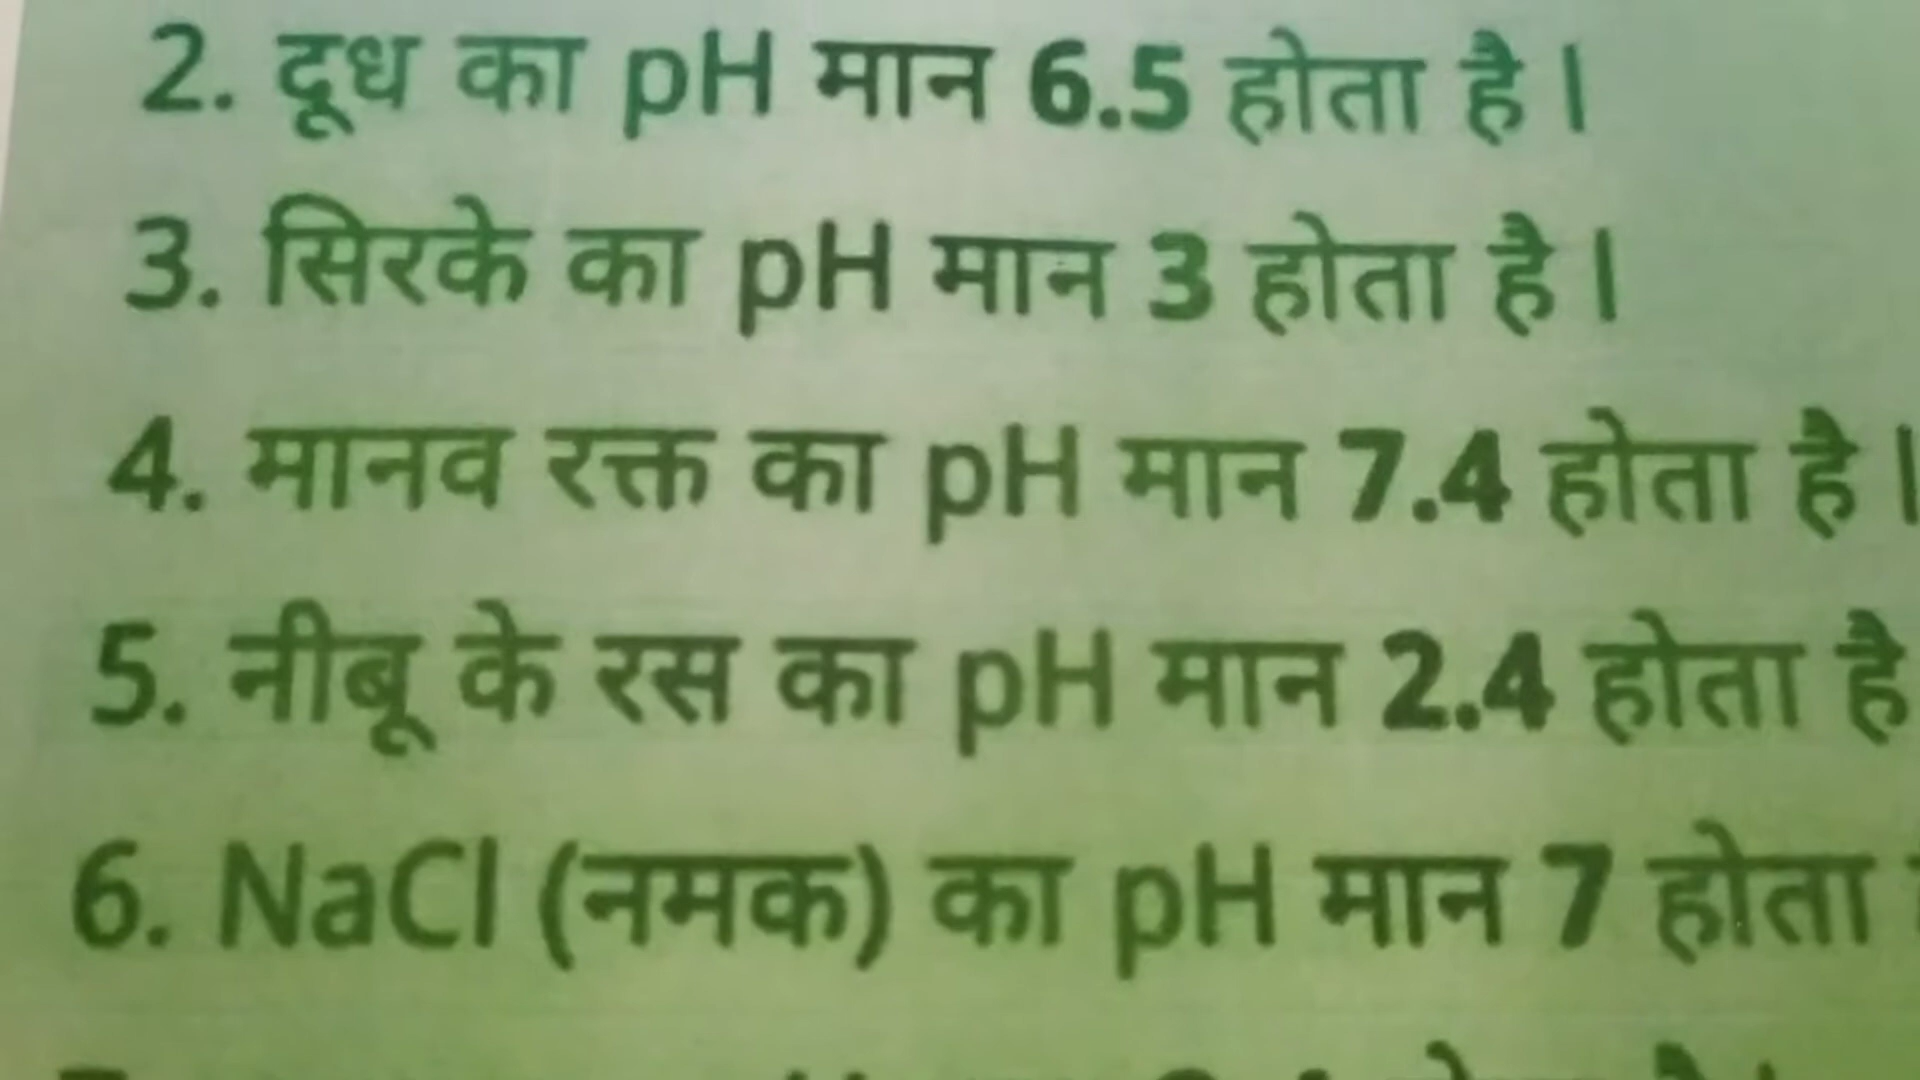 2. दूध का pH मान 6.5 होता है ।
3. सिरके का pH मान 3 होता है ।
4. मानव रक्त का pH मान 7.4 होता है ।
5. नीबू के रस का pH मान 2.4 होता है
6. NaCl (नमक) का pH मान 7 होता